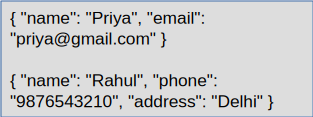 { "name": "Priya", "email":
"priya@gmail.com" }
{ "name": "Rahul", "phone":
"9876543210", "address": "Delhi" }